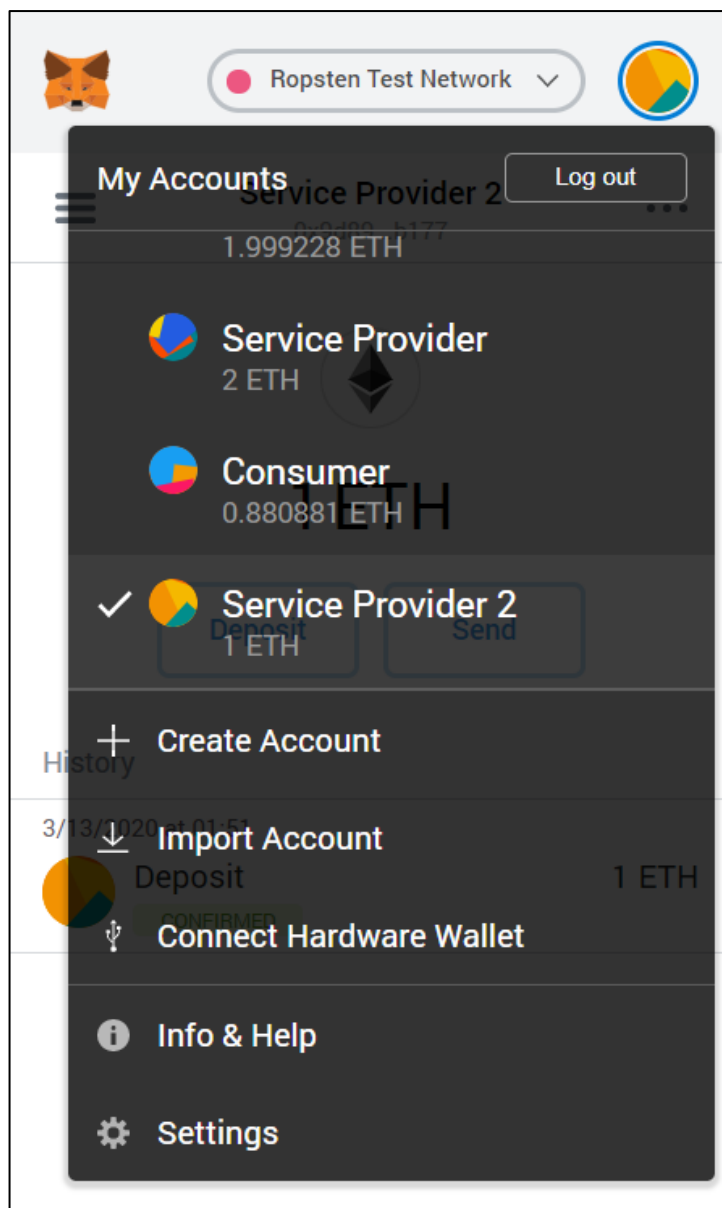 Ropsten Test Network
My Accounts
Log out
Service Provider 2
1.999228 ETH
Service Provider
2 ETH
Consumer
0.880881 ETH
1 ETH
Service Provider 2
1 ETH
Deposit
Send
Create Account
History
3/13/2020 at 01:51
Import Account
Deposit
1 ETH
CONFIRMED
Connect Hardware Wallet
Info & Help
Settings